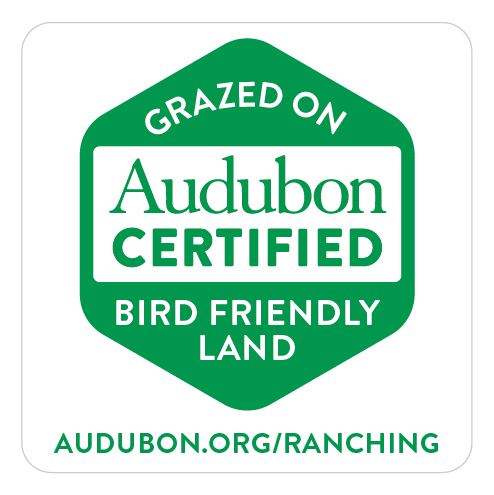 GRAZED ON
Audubon
CERTIFIED
BIRD FRIENDLY
LAND
AUDUBON.ORG/RANCHING